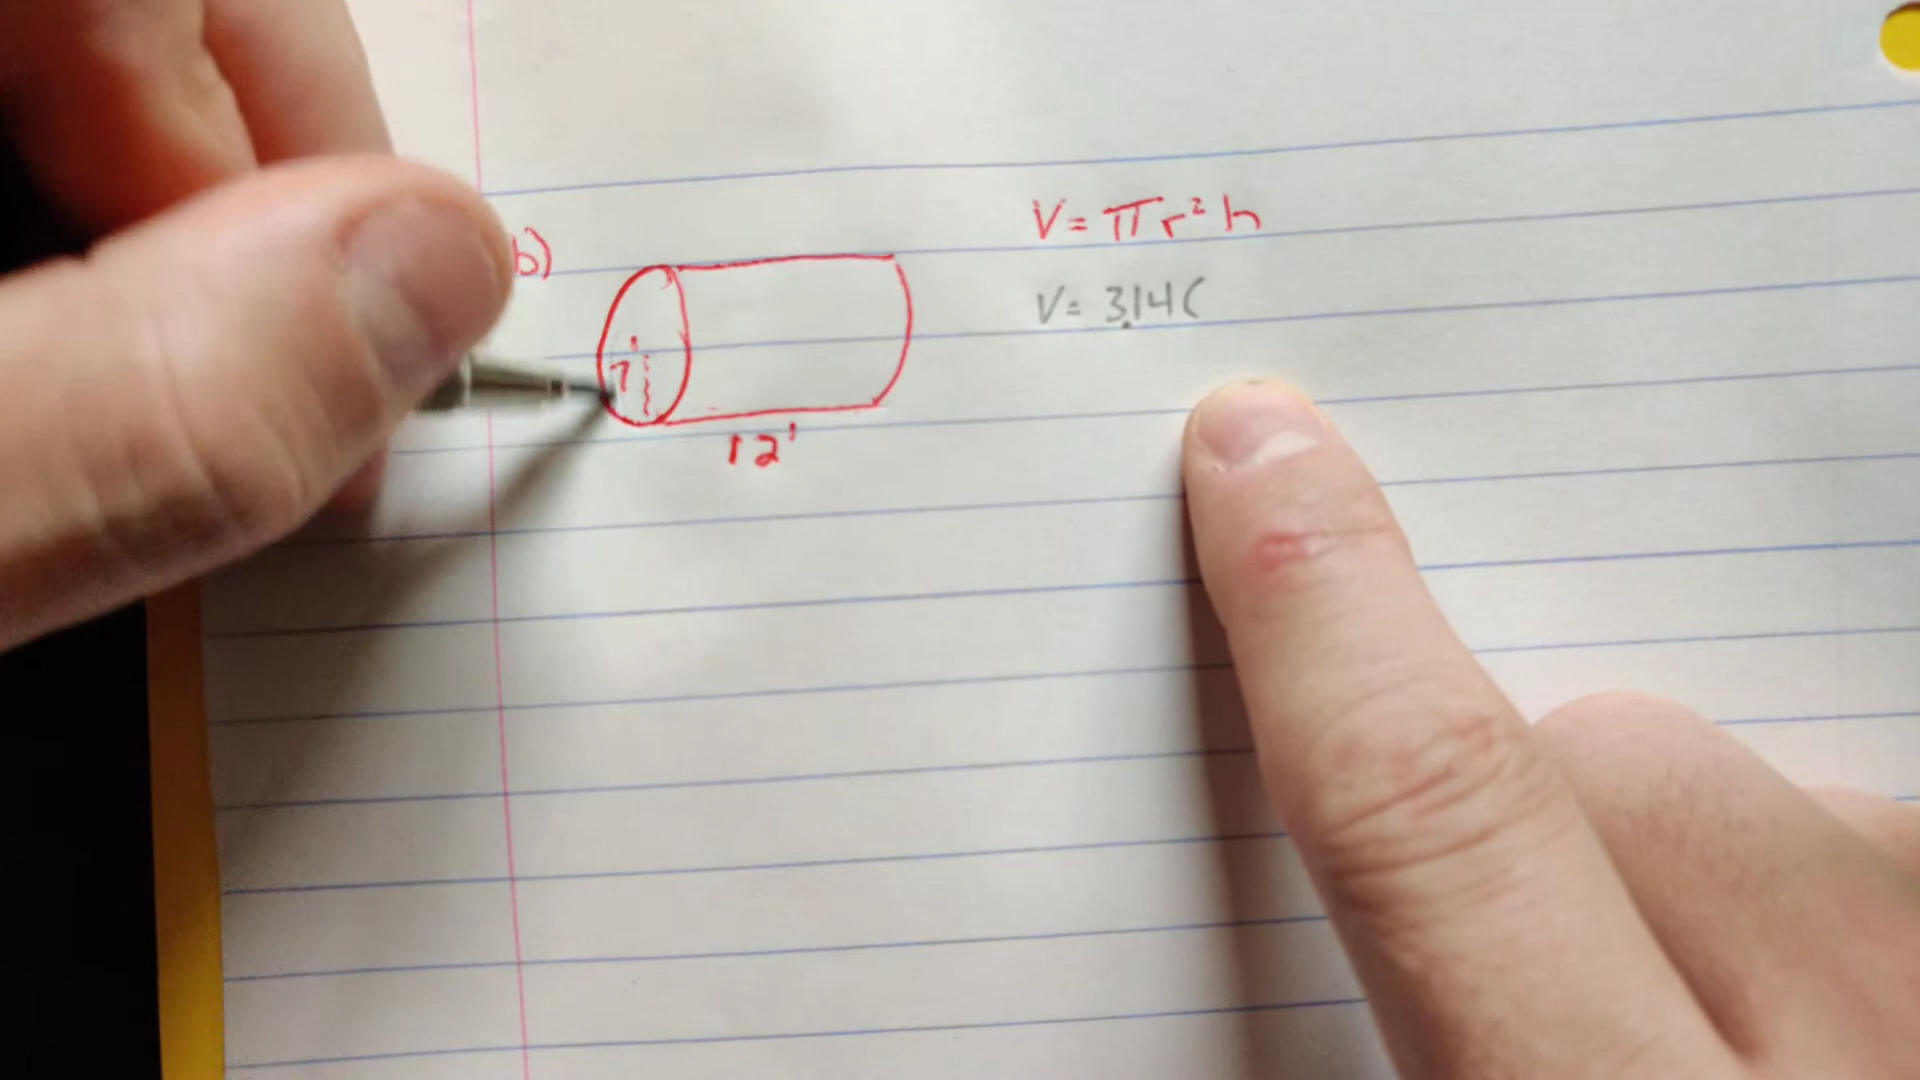 b)
V = πr²h
V = 3.14(
7'
12'